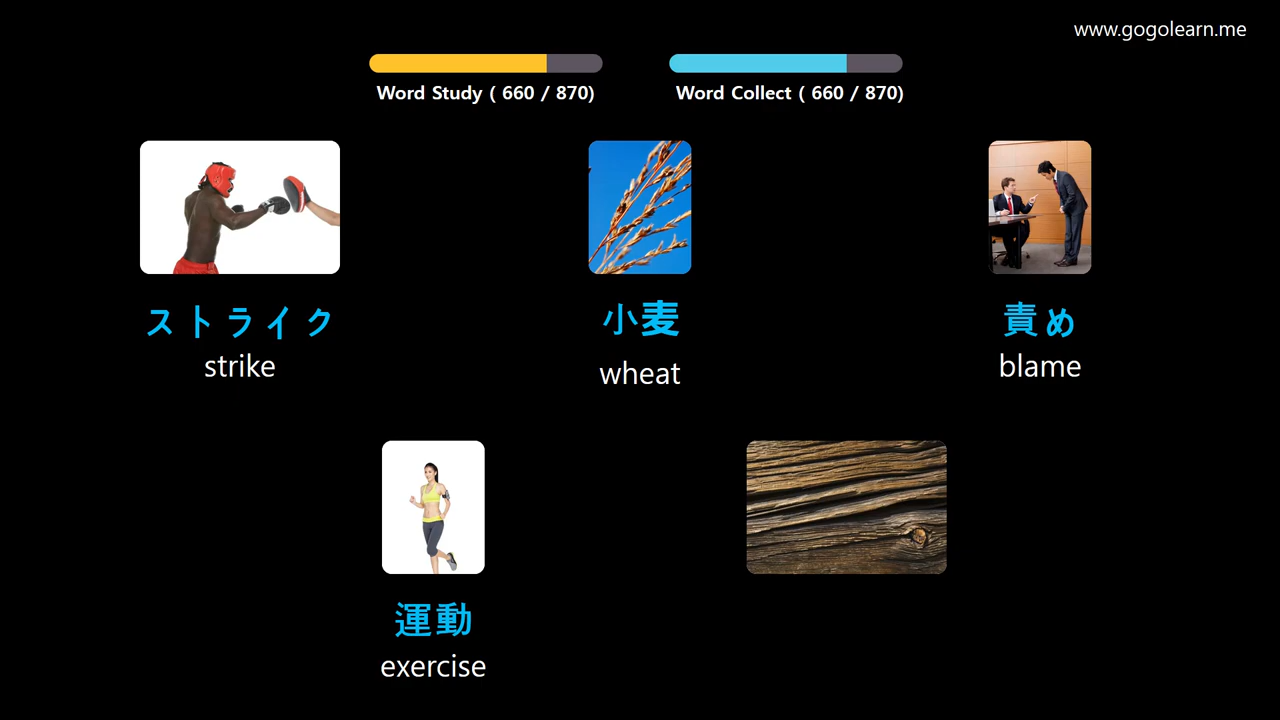 www.gogolearn.me
Word Study ( 660 / 870)
Word Collect ( 660 / 870)
ストライク
strike
小麦
wheat
責め
blame
運動
exercise